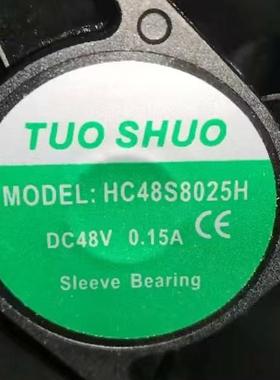 TUO SHUO
MODEL: HC48S8025H
DC48V 0.15A CE
Sleeve Bearing